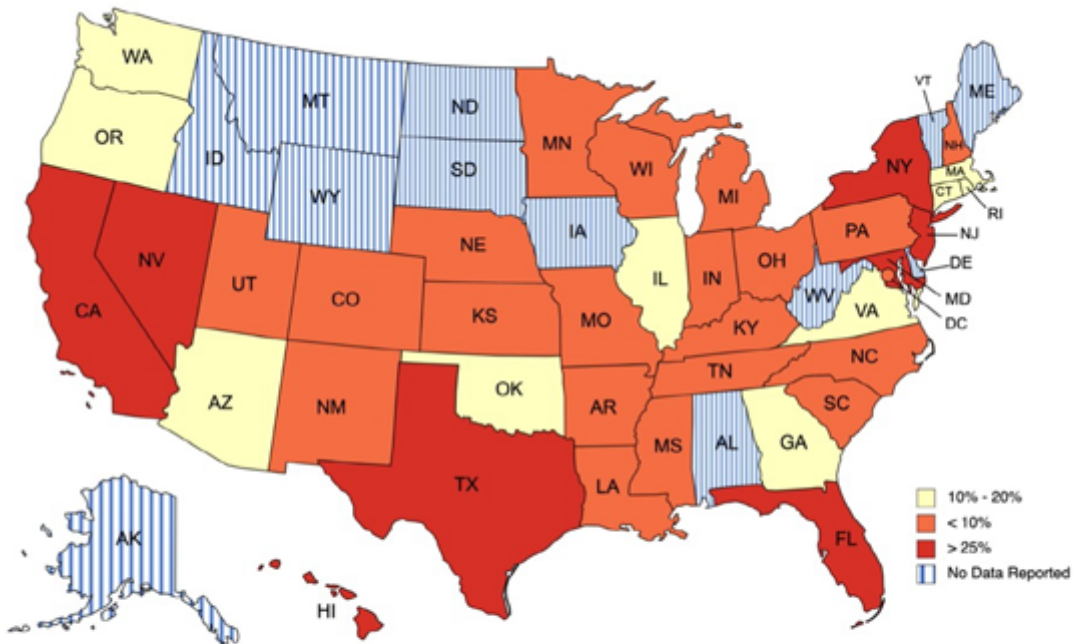 WA
MT
ND
VT
ME
OR
MN
ID
SD
WI
NY
NH
MA
WY
MI
CT
RI
IA
NE
PA
NJ
NV
IL
IN
OH
DE
UT
CO
WV
CA
KS
MO
VA
MD
KY
DC
NC
TN
OK
AZ
NM
AR
SC
MS
AL
GA
TX
LA
10% - 20%
< 10%
FL
> 25%
AK
No Data Reported
HI